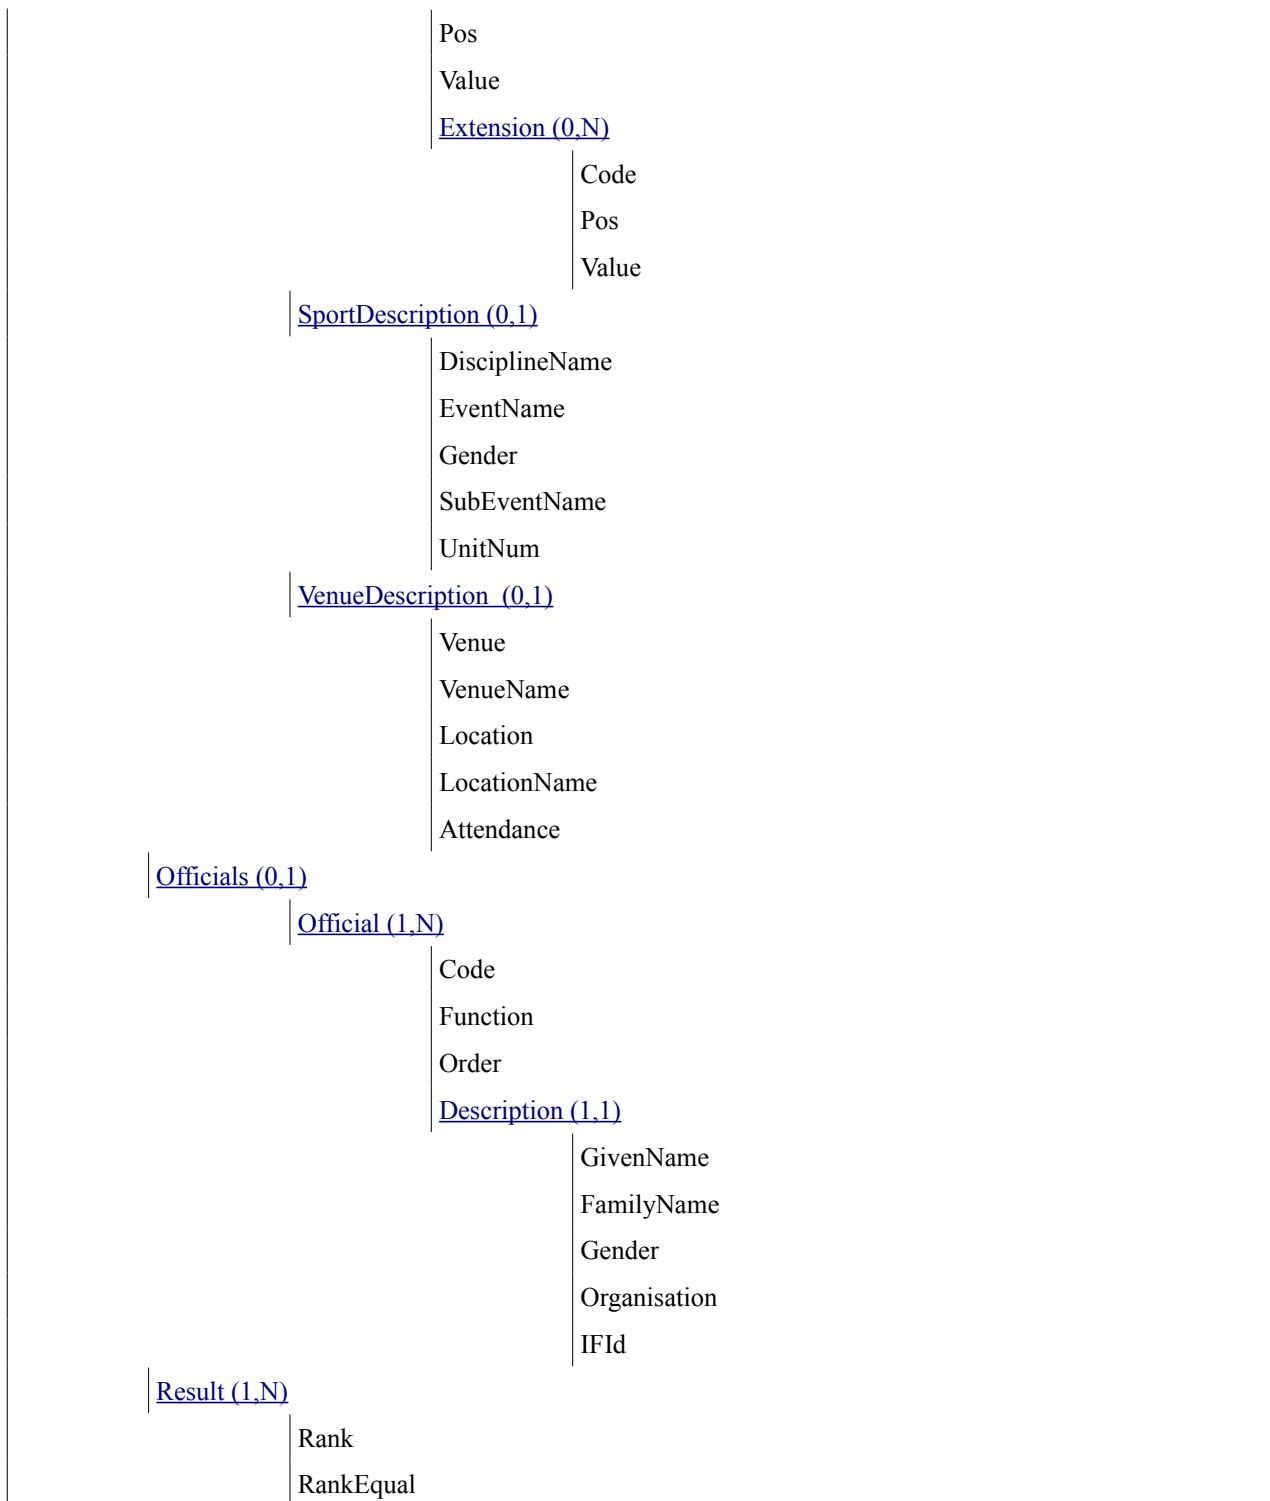 Pos
Value
Extension (0,N)
Code
Pos
Value
SportDescription (0,1)
DisciplineName
EventName
Gender
SubEventName
UnitNum
VenueDescription  (0,1)
Venue
VenueName
Location
LocationName
Attendance
Officials (0,1)
Official (1,N)
Code
Function
Order
Description (1,1)
GivenName
FamilyName
Gender
Organisation
IFId
Result (1,N)
Rank
RankEqual